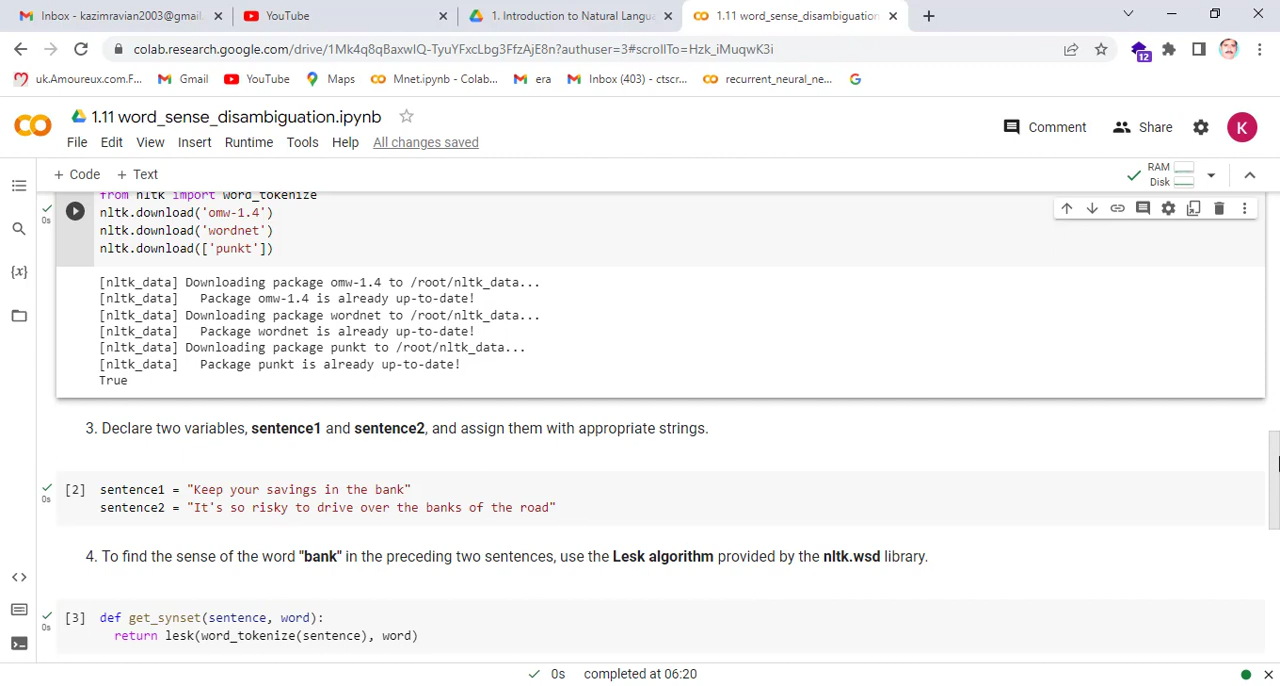 Inbox - kazimravian2003@gmail.
YouTube
1. Introduction to Natural Langua
1.11 word_sense_disambiguation
colab.research.google.com/drive/1Mk4q8qBaxwIQ-TyuYFxcLbg3FfzAjE8n?authuser=3#scrollTo=Hzk_iMuqwK3i
12
uk.Amoureux.com.F...
Gmail
YouTube
Maps
Mnet.ipynb - Colab...
era
Inbox (403) - ctscr...
recurrent_neural_ne...
1.11 word_sense_disambiguation.ipynb
Comment
Share
K
File Edit View Insert Runtime Tools Help All changes saved
+ Code + Text
RAM
Disk
from nltk import word_tokenize
0s
nltk.download('omw-1.4')
nltk.download('wordnet')
nltk.download(['punkt'])
[nltk_data] Downloading package omw-1.4 to /root/nltk_data...
[nltk_data]   Package omw-1.4 is already up-to-date!
[nltk_data] Downloading package wordnet to /root/nltk_data...
{x}
[nltk_data]   Package wordnet is already up-to-date!
[nltk_data] Downloading package punkt to /root/nltk_data...
[nltk_data]   Package punkt is already up-to-date!
True
3. Declare two variables, sentence1 and sentence2, and assign them with appropriate strings.
[2] sentence1 = "Keep your savings in the bank"
0s
sentence2 = "It's so risky to drive over the banks of the road"
4. To find the sense of the word "bank" in the preceding two sentences, use the Lesk algorithm provided by the nltk.wsd library.
[3] def get_synset(sentence, word):
0s
return lesk(word_tokenize(sentence), word)
0s completed at 06:20